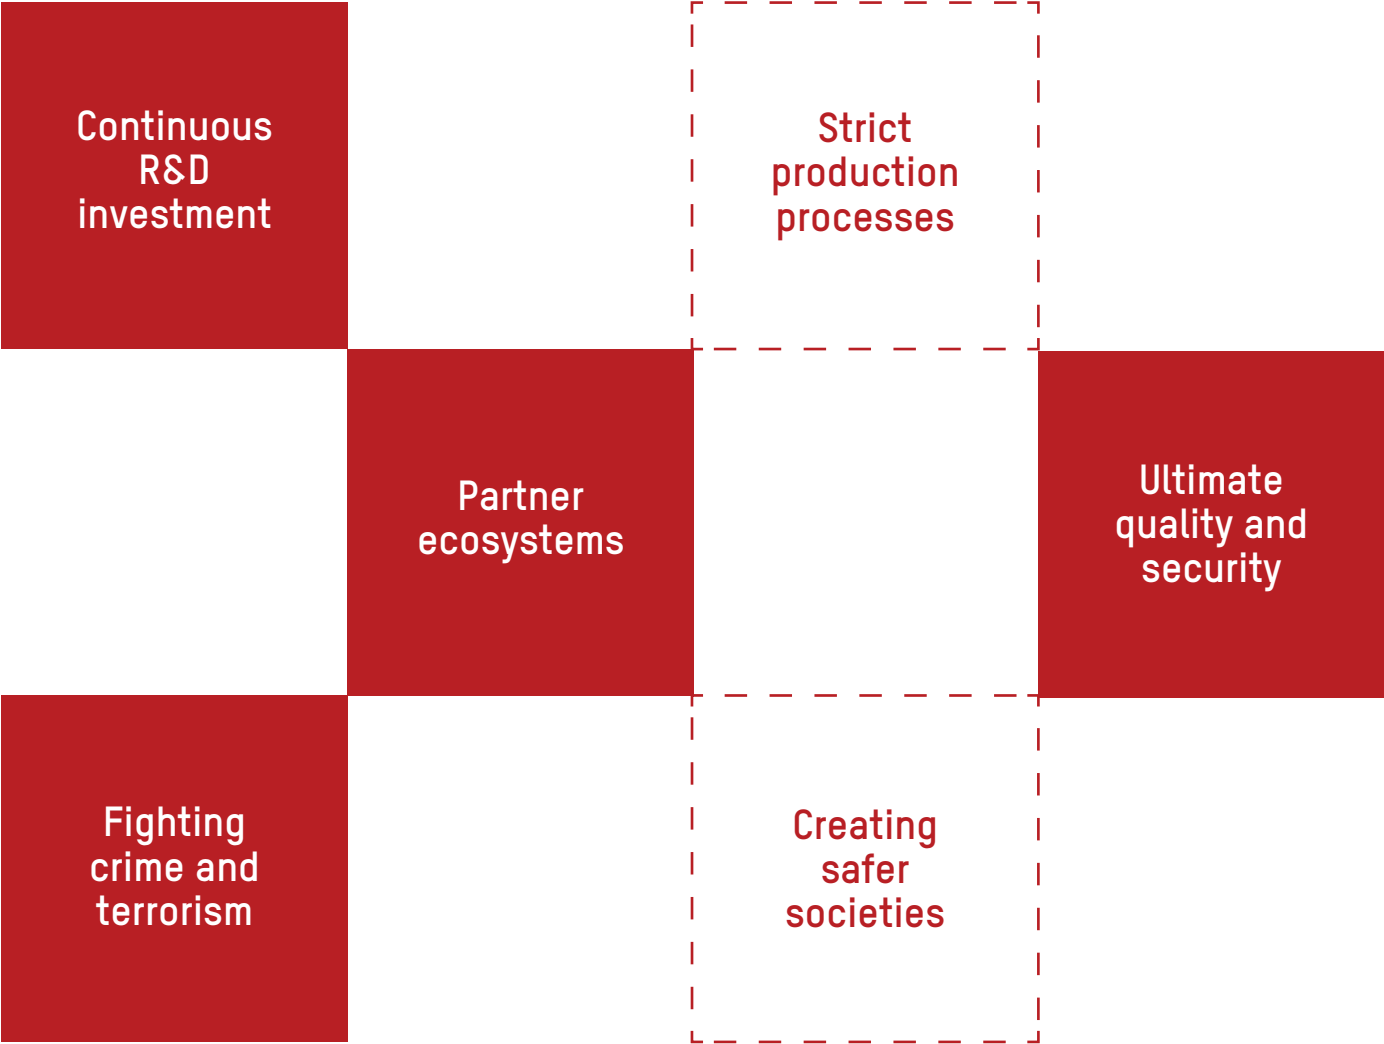 Continuous
R&D
investment
Strict
production
processes
Partner
ecosystems
Ultimate
quality and
security
Fighting
crime and
terrorism
Creating
safer
societies